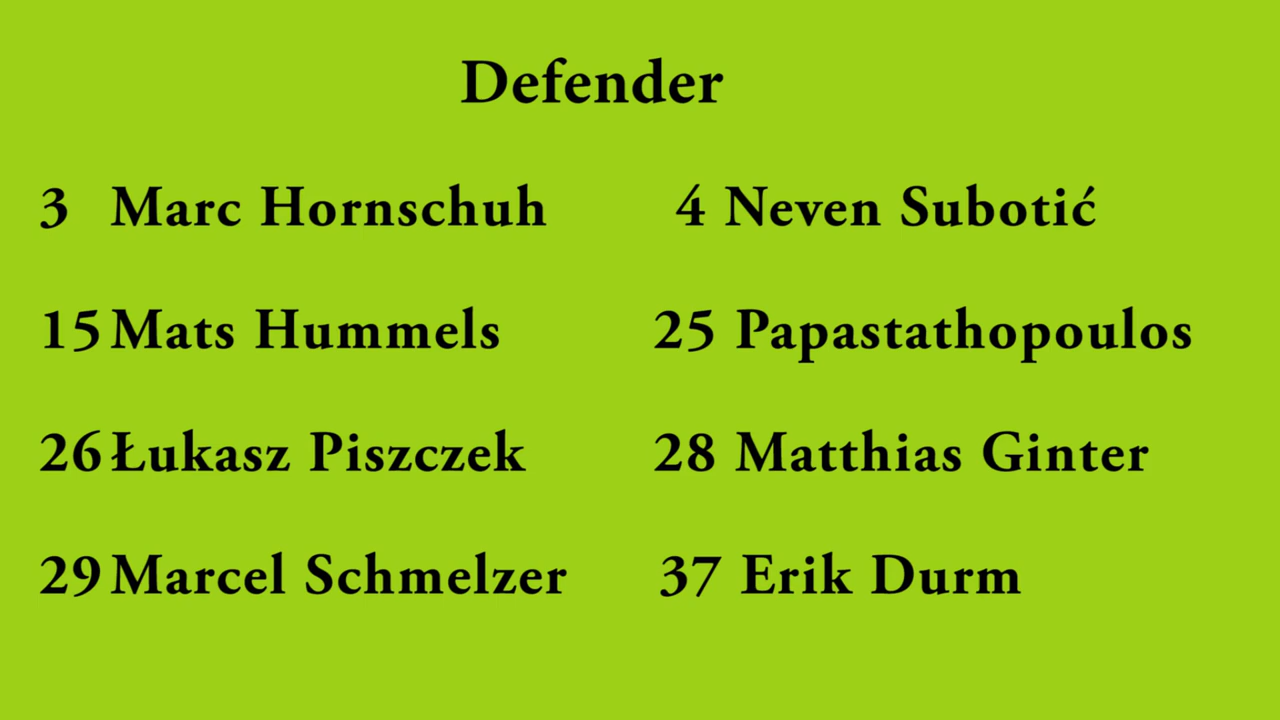 Defender
3 Marc Hornschuh 4 Neven Subotić
15 Mats Hummels 25 Papastathopoulos
26 Łukasz Piszczek 28 Matthias Ginter
29 Marcel Schmelzer 37 Erik Durm